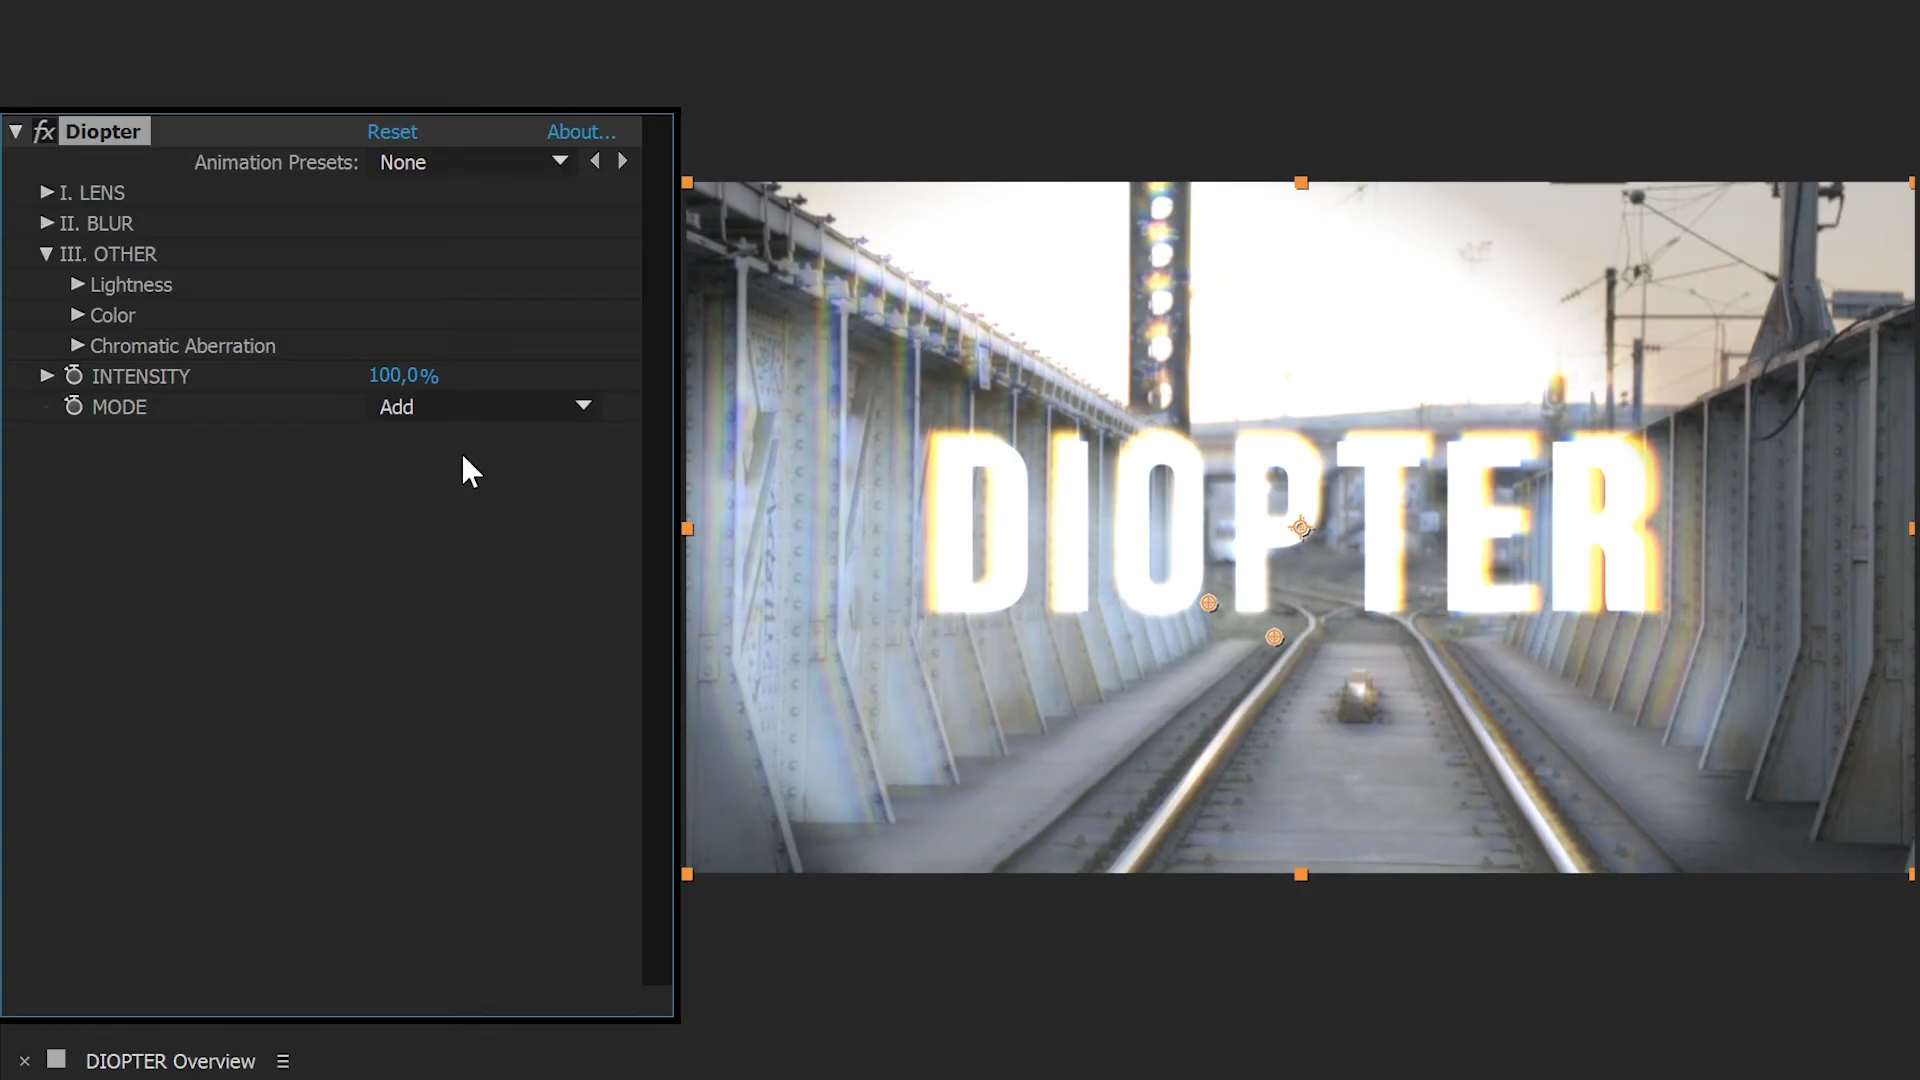 fx Diopter Reset About...
Animation Presets: None
I. LENS
II. BLUR
III. OTHER
Lightness
Color
Chromatic Aberration
INTENSITY 100,0%
MODE Add
DIOPTER
DIOPTER Overview